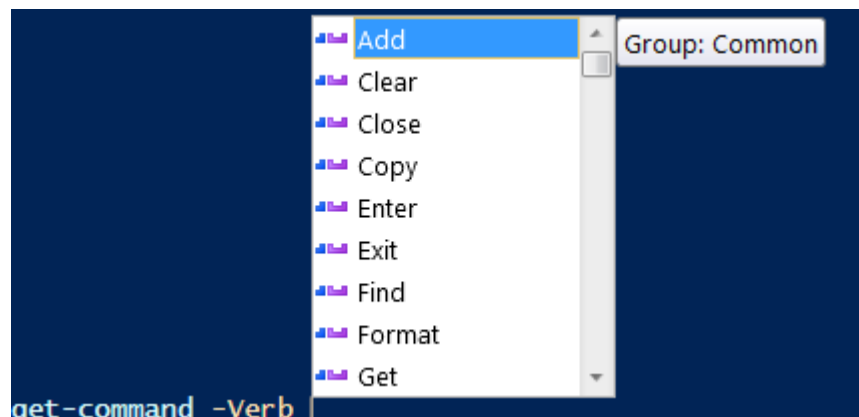 Add
Group: Common
Clear
Close
Copy
Enter
Exit
Find
Format
Get
get-command -Verb